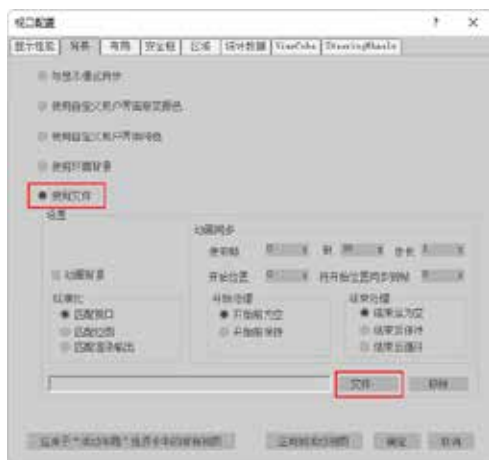 视口配置
显示性能 背景 布局 安全框 区域 统计数据 ViewCube SteeringWheels
与显示模式同步
使用自定义用户界面渐变颜色
使用自定义用户界面纯色
使用环境背景
使用文件
设置
动画同步
使用帧 0 到 30 步长 1
动画背景
开始位置 0 将开始位置同步到帧 0
纵横比 开始处理 结束处理
匹配视口 开始前为空 结束后为空
匹配位图 开始前保持 结束后保持
匹配渲染输出 结束后循环
文件 移除
应用到活动视图 确定 取消